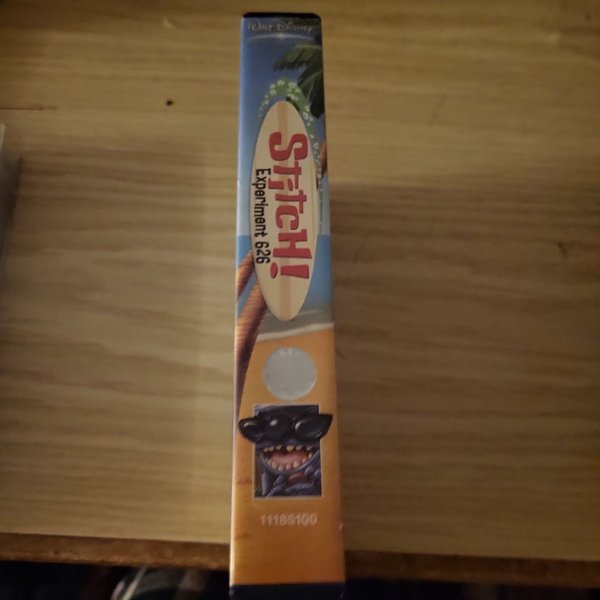 WALT DISNEY
STITCH!
Experiment 626
11186100